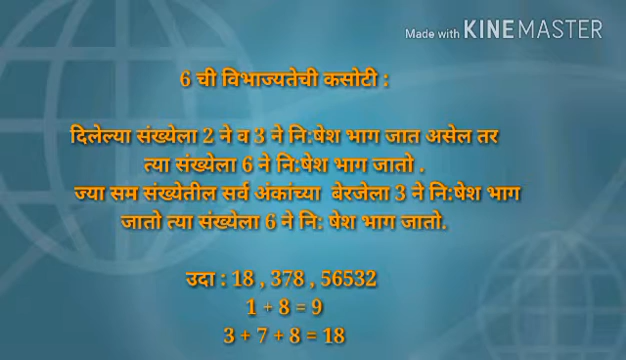 Made with KINEMASTER
6 ची विभाज्यतेची कसोटी :
दिलेल्या संख्येला 2 ने व 3 ने नि:षेश भाग जात असेल तर
त्या संख्येला 6 ने नि:षेश भाग जातो .
ज्या सम संख्येतील सर्व अंकांच्या बेरजेला 3 ने नि:षेश भाग
जातो त्या संख्येला 6 ने नि: षेश भाग जातो.
उदा : 18 , 378 , 56532
1 + 8 = 9
3 + 7 + 8 = 18